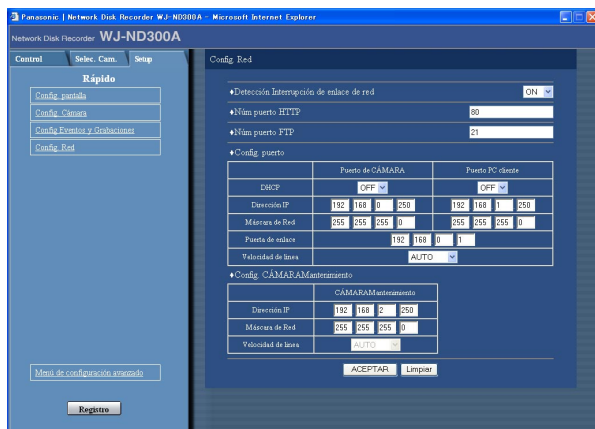 Panasonic | Network Disk Recorder WJ-ND300A - Microsoft Internet Explorer
Network Disk Recorder WJ-ND300A
Control Selec. Cam. Setup
Rápido
Config. pantalla
Config. Cámara
Config Eventos y Grabaciones
Config. Red
Menú de configuración avanzado
Registro
Config. Red
♦Detección Interrupción de enlace de red ON
♦Núm puerto HTTP 80
♦Núm puerto FTP 21
♦Config. puerto
Puerto de CÁMARA Puerto PC cliente
DHCP OFF OFF
Dirección IP 192 168 0 250 192 168 1 250
Máscara de Red 255 255 255 0 255 255 255 0
Puerta de enlace 192 168 0 1
Velocidad de linea AUTO
♦Config. CÁMARAMantenimiento
CÁMARAMantenimiento
Dirección IP 192 168 2 250
Máscara de Red 255 255 255 0
Velocidad de linea AUTO
ACEPTAR Limpiar